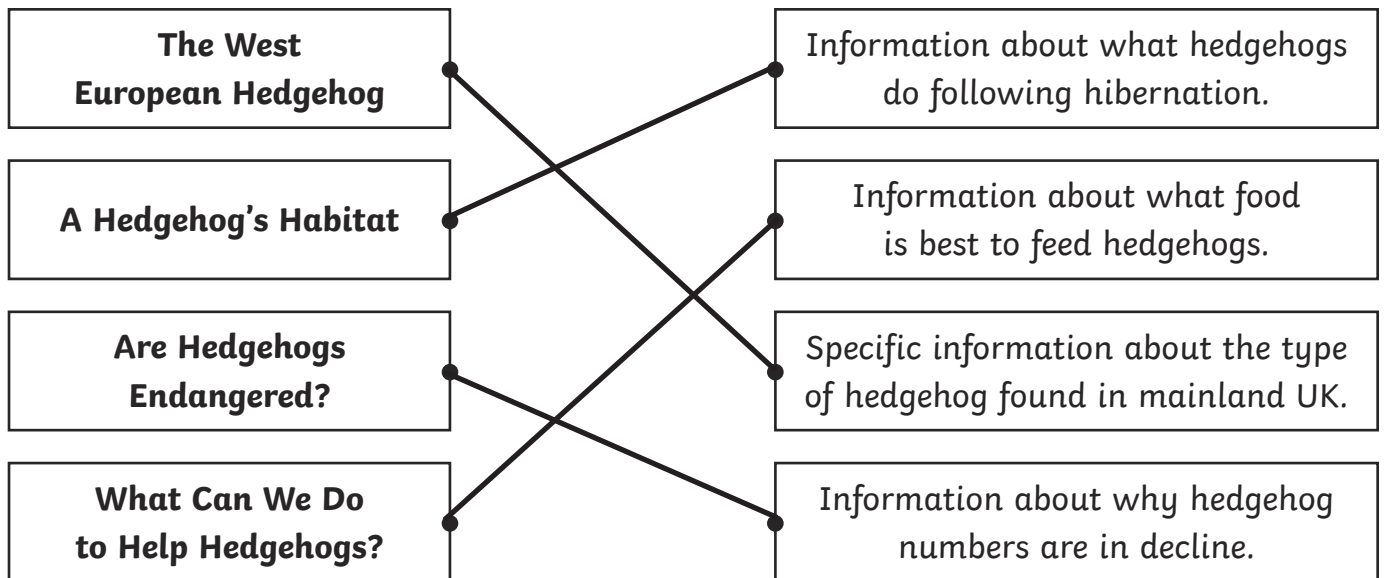 The West
European Hedgehog
Information about what hedgehogs
do following hibernation.
A Hedgehog's Habitat
Information about what food
is best to feed hedgehogs.
Are Hedgehogs
Endangered?
Specific information about the type
of hedgehog found in mainland UK.
What Can We Do
to Help Hedgehogs?
Information about why hedgehog
numbers are in decline.